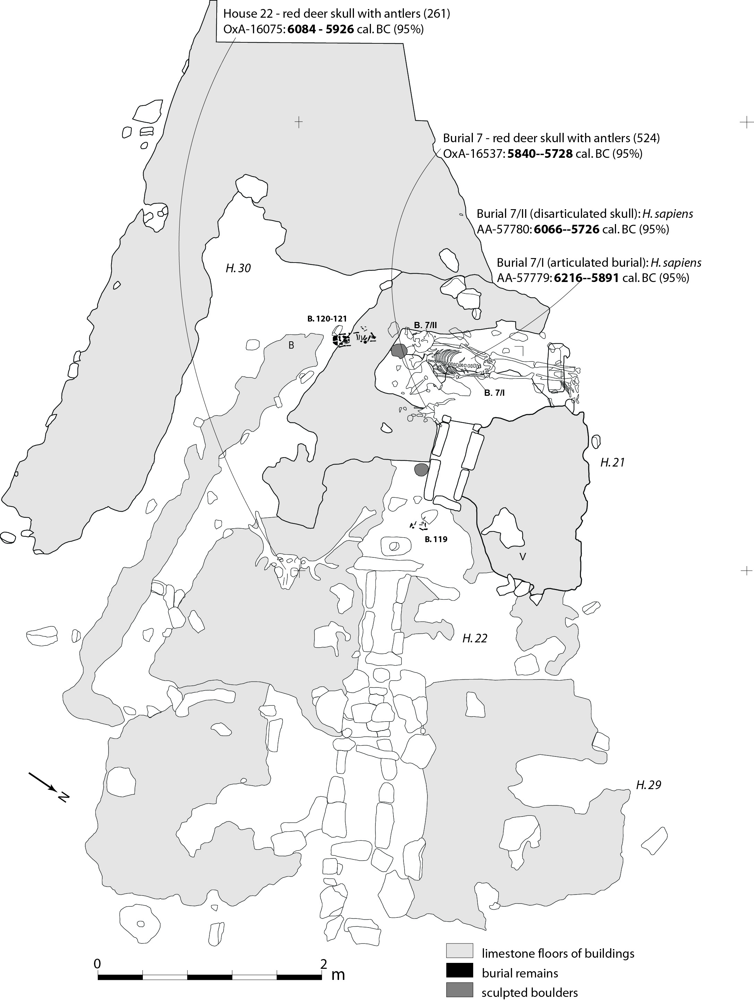 House 22 - red deer skull with antlers (261)
OxA-16075: 6084 - 5926 cal. BC (95%)
Burial 7 - red deer skull with antlers (524)
OxA-16537: 5840--5728 cal. BC (95%)
Burial 7/II (disarticulated skull): H. sapiens
AA-57780: 6066--5726 cal. BC (95%)
Burial 7/I (articulated burial): H. sapiens
AA-57779: 6216--5891 cal. BC (95%)
H. 30
B. 120-121
B. 7/II
B
B. 7/I
H. 21
B. 119
V
H. 22
H. 29
N
0 2
m
limestone floors of buildings
burial remains
sculpted boulders